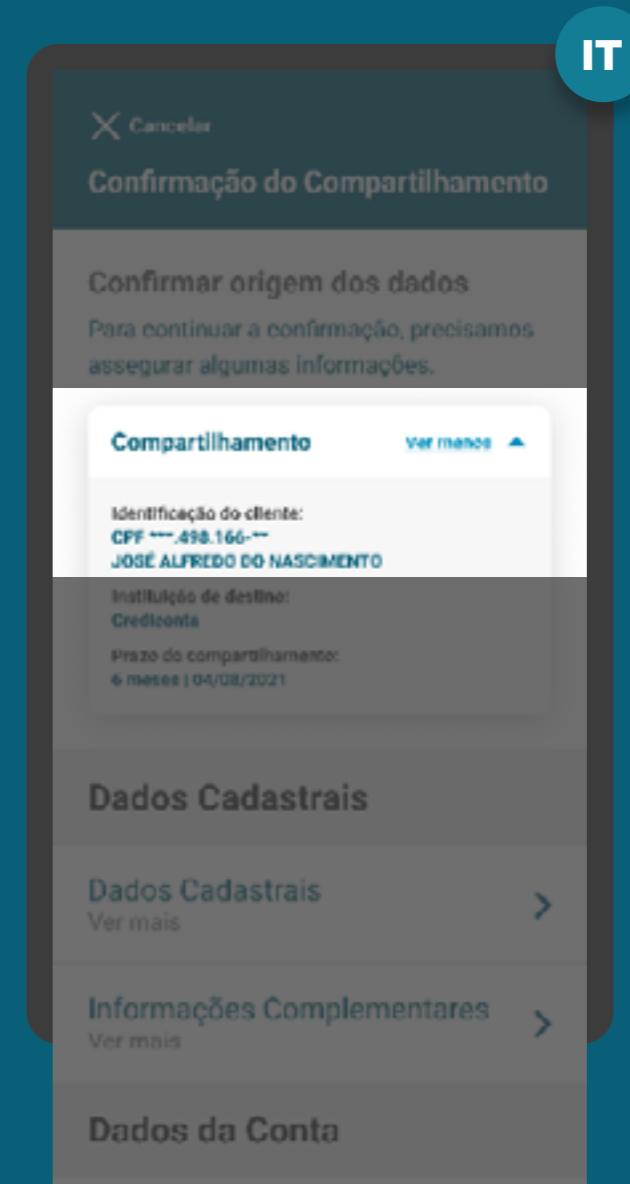 IT
Cancelar
Confirmação do Compartilhamento
Confirmar origem dos dados
Para continuar a confirmação, precisamos
assegurar algumas informações.
Compartilhamento
Ver menos
Identificação do cliente:
CPF ***.498.166-**
JOSÉ ALFREDO DO NASCIMENTO
Instituição de destino:
Crediconta
Prazo do compartilhamento:
6 meses | 04/08/2021
Dados Cadastrais
Dados Cadastrais
Ver mais
Informações Complementares
Ver mais
Dados da Conta